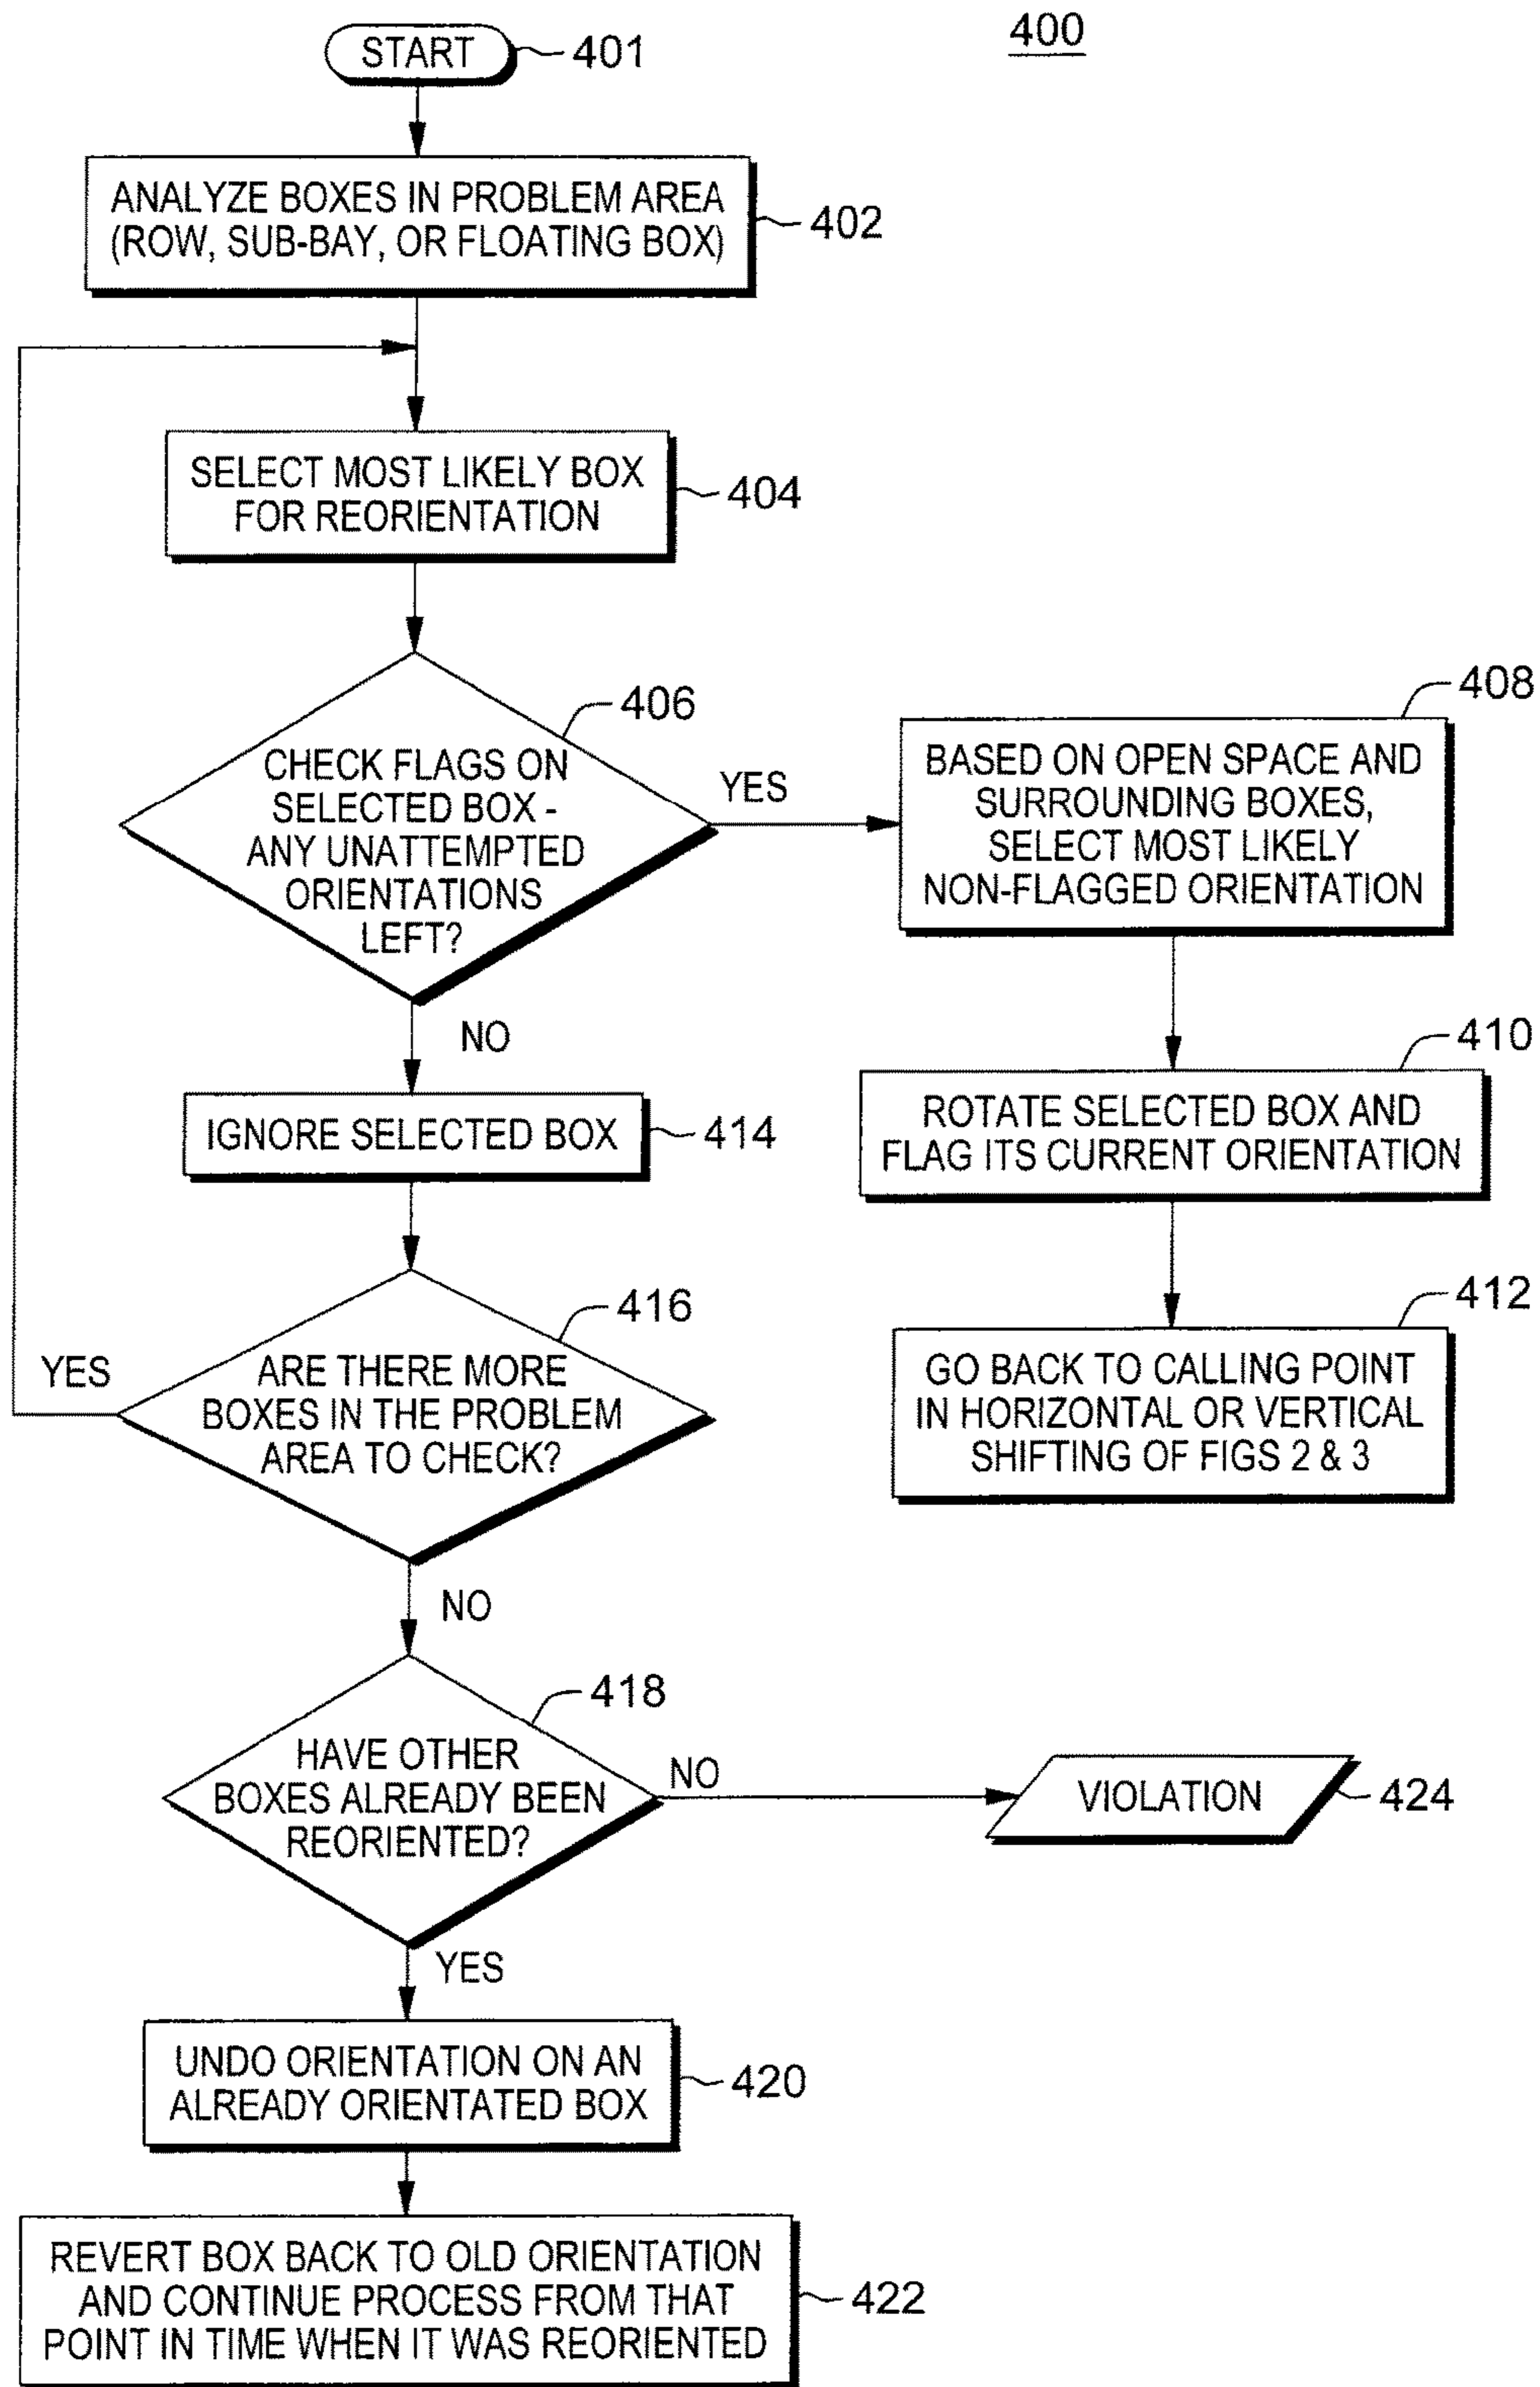 400
START
401
ANALYZE BOXES IN PROBLEM AREA
(ROW, SUB-BAY, OR FLOATING BOX)
402
SELECT MOST LIKELY BOX
FOR REORIENTATION
404
CHECK FLAGS ON
SELECTED BOX -
ANY UNATTEMPTED
ORIENTATIONS
LEFT?
406
YES
BASED ON OPEN SPACE AND
SURROUNDING BOXES,
SELECT MOST LIKELY
NON-FLAGGED ORIENTATION
408
NO
ROTATE SELECTED BOX AND
FLAG ITS CURRENT ORIENTATION
410
IGNORE SELECTED BOX
414
GO BACK TO CALLING POINT
IN HORIZONTAL OR VERTICAL
SHIFTING OF FIGS 2 & 3
412
ARE THERE MORE
BOXES IN THE PROBLEM
AREA TO CHECK?
416
YES
NO
HAVE OTHER
BOXES ALREADY BEEN
REORIENTED?
418
NO
VIOLATION
424
YES
UNDO ORIENTATION ON AN
ALREADY ORIENTATED BOX
420
REVERT BOX BACK TO OLD ORIENTATION
AND CONTINUE PROCESS FROM THAT
POINT IN TIME WHEN IT WAS REORIENTED
422